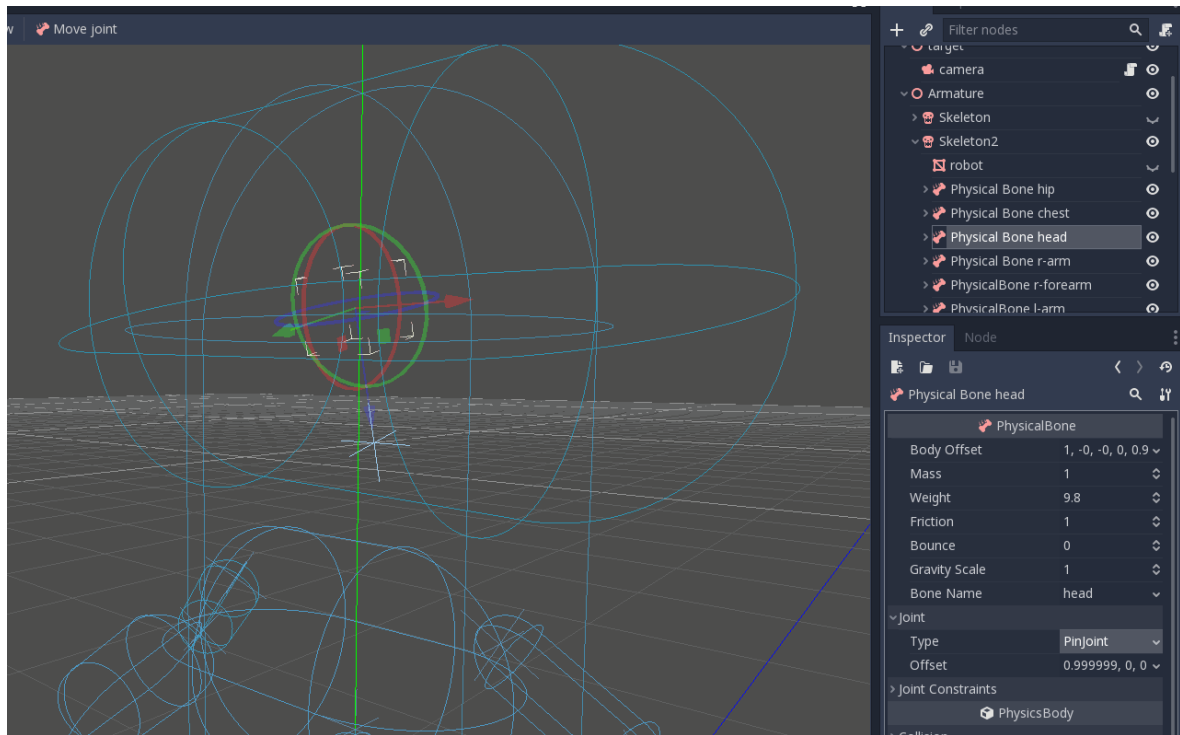 w
Move joint
Filter nodes
target
camera
Armature
Skeleton
Skeleton2
robot
Physical Bone hip
Physical Bone chest
Physical Bone head
Physical Bone r-arm
PhysicalBone r-forearm
PhysicalBone l-arm
Inspector Node
Physical Bone head
PhysicalBone
Body Offset 1, -0, -0, 0, 0.9
Mass 1
Weight 9.8
Friction 1
Bounce 0
Gravity Scale 1
Bone Name head
Joint
Type PinJoint
Offset 0.999999, 0, 0
Joint Constraints
PhysicsBody
Collision